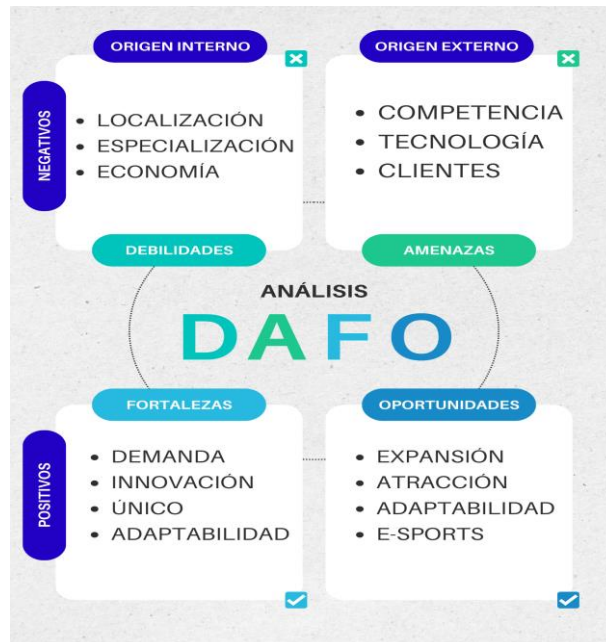 ORIGEN INTERNO
ORIGEN EXTERNO
NEGATIVOS
• LOCALIZACIÓN
• ESPECIALIZACIÓN
• ECONOMÍA
• COMPETENCIA
• TECNOLOGÍA
• CLIENTES
DEBILIDADES
AMENAZAS
ANÁLISIS
DAFO
FORTALEZAS
OPORTUNIDADES
POSITIVOS
• DEMANDA
• INNOVACIÓN
• ÚNICO
• ADAPTABILIDAD
• EXPANSIÓN
• ATRACCIÓN
• ADAPTABILIDAD
• E-SPORTS